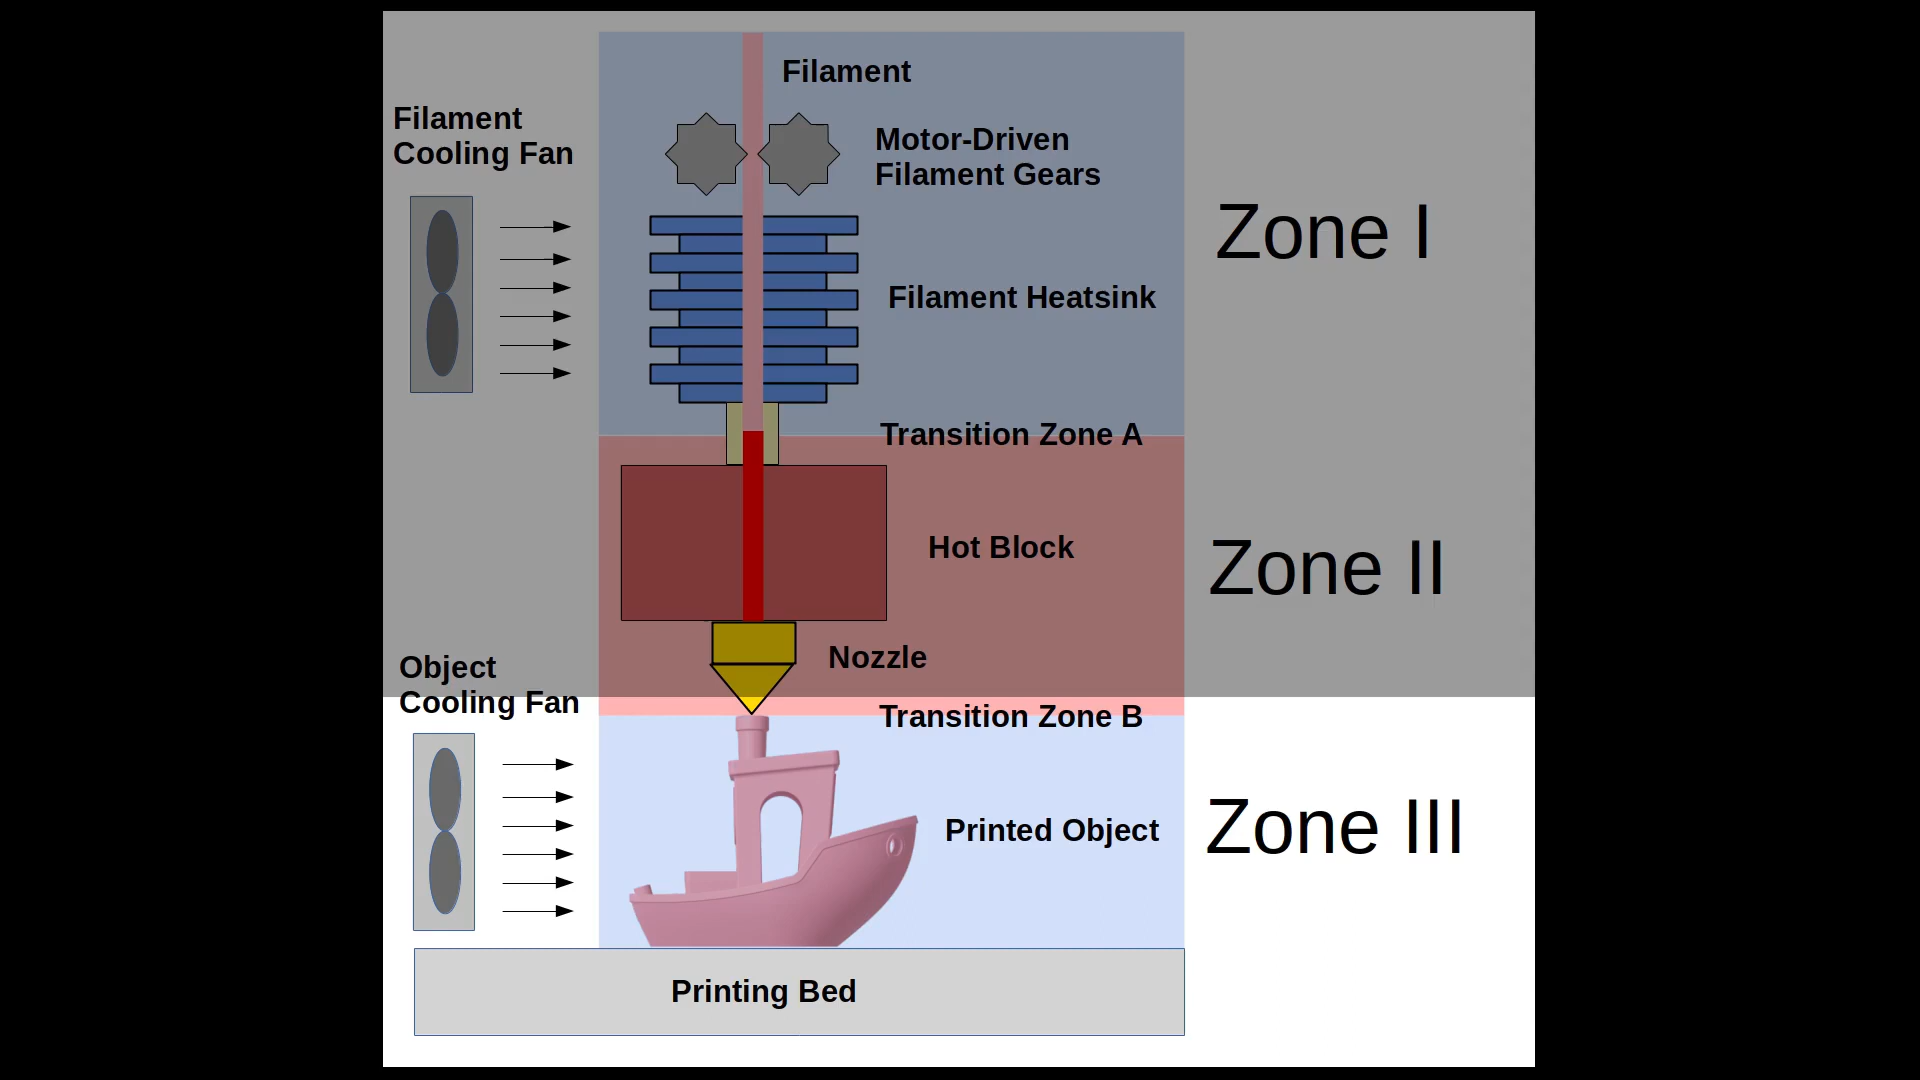 Filament
Filament
Cooling Fan
Motor-Driven
Filament Gears
Zone I
Filament Heatsink
Transition Zone A
Hot Block
Zone II
Nozzle
Object
Cooling Fan
Transition Zone B
Printed Object
Zone III
Printing Bed